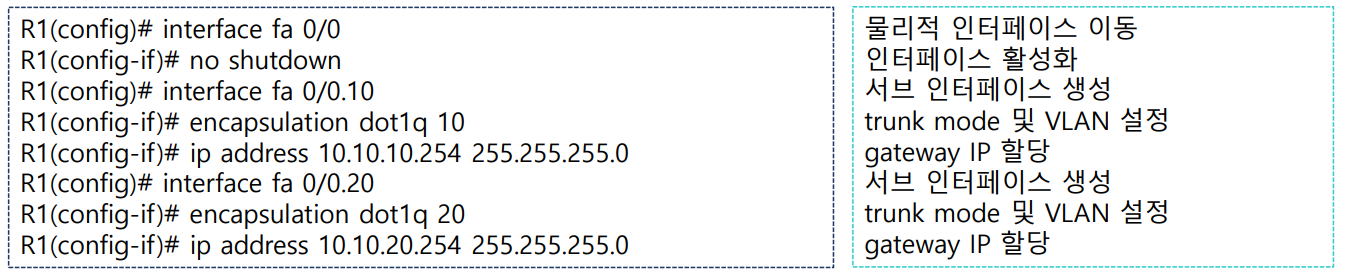 R1(config)# interface fa 0/0
R1(config-if)# no shutdown
R1(config)# interface fa 0/0.10
R1(config-if)# encapsulation dot1q 10
R1(config-if)# ip address 10.10.10.254 255.255.255.0
R1(config)# interface fa 0/0.20
R1(config-if)# encapsulation dot1q 20
R1(config-if)# ip address 10.10.20.254 255.255.255.0
물리적 인터페이스 이동
인터페이스 활성화
서브 인터페이스 생성
trunk mode 및 VLAN 설정
gateway IP 할당
서브 인터페이스 생성
trunk mode 및 VLAN 설정
gateway IP 할당